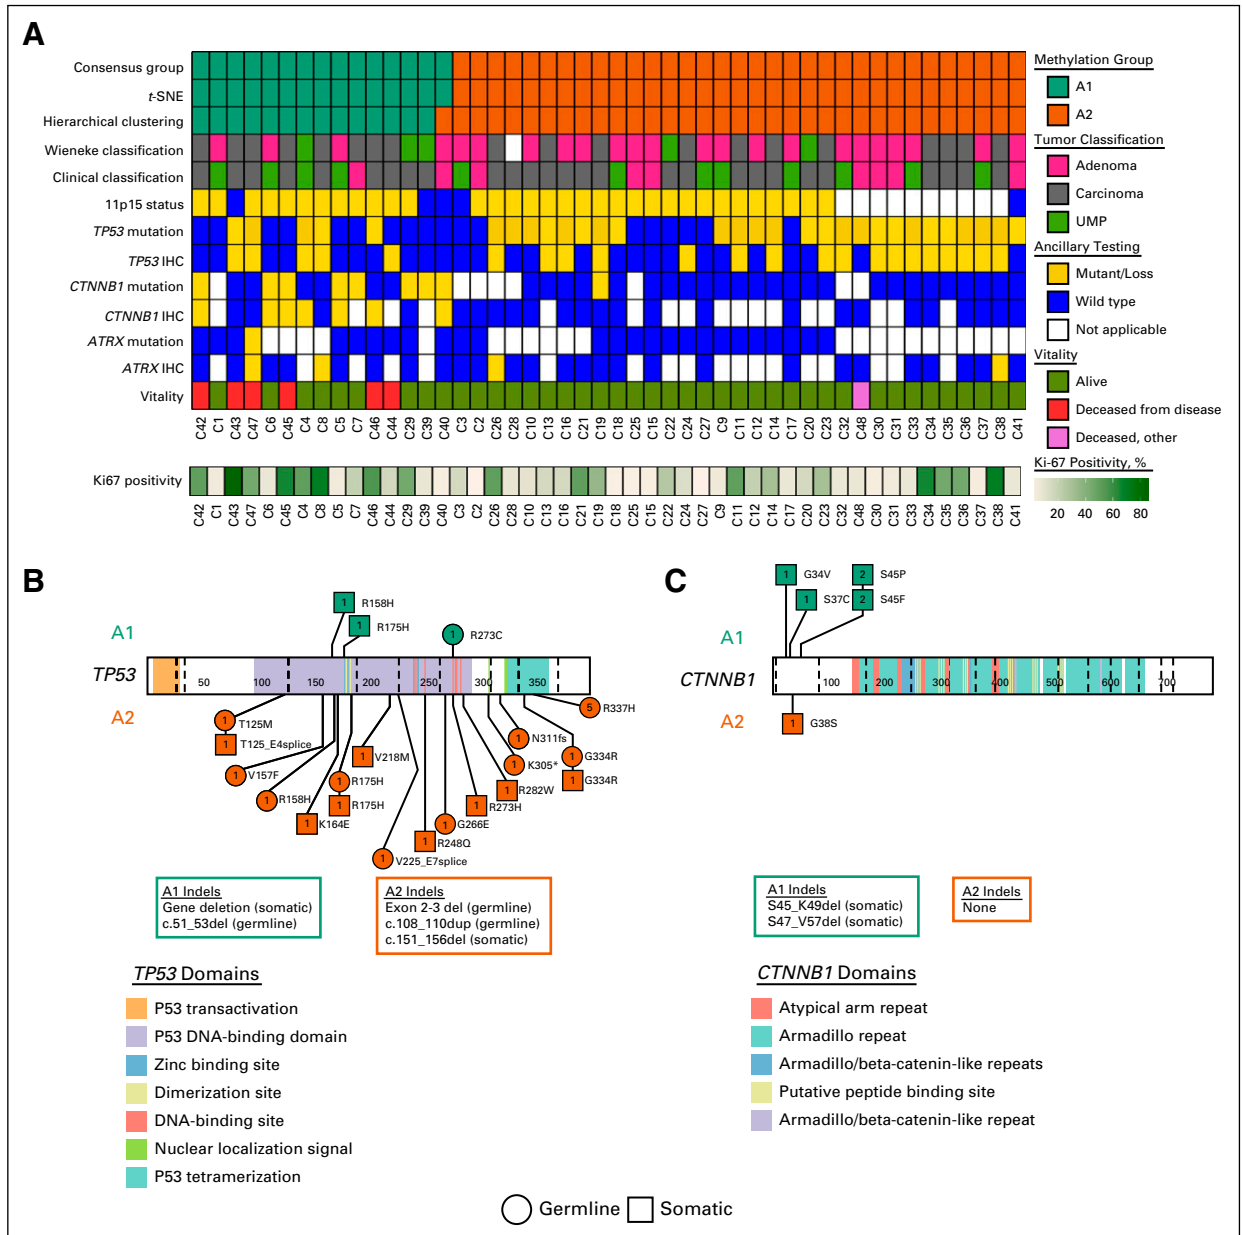 A
Consensus group
t-SNE
Hierarchical clustering
Wieneke classification
Clinical classification
11p15 status
TP53 mutation
TP53 IHC
CTNNB1 mutation
CTNNB1 IHC
ATRX mutation
ATRX IHC
Vitality
C42 C1 C43 C47 C6 C45 C4 C8 C5 C7 C46 C44 C29 C39 C40 C3 C2 C26 C28 C10 C13 C16 C21 C19 C18 C25 C15 C22 C24 C27 C9 C11 C12 C14 C17 C20 C23 C32 C48 C30 C31 C33 C34 C35 C36 C37 C38 C41
Methylation Group
A1
A2
Tumor Classification
Adenoma
Carcinoma
UMP
Ancillary Testing
Mutant/Loss
Wild type
Not applicable
Vitality
Alive
Deceased from disease
Deceased, other
Ki-67 Positivity, %
20 40 60 80
Ki67 positivity
C42 C1 C43 C47 C6 C45 C4 C8 C5 C7 C46 C44 C29 C39 C40 C3 C2 C26 C28 C10 C13 C16 C21 C19 C18 C25 C15 C22 C24 C27 C9 C11 C12 C14 C17 C20 C23 C32 C48 C30 C31 C33 C34 C35 C36 C37 C38 C41
B
1 R158H
1 R175H
1 R273C
A1
TP53
50 100 150 200 250 300 350
A2
5 R337H
1 T125M
1 T125_E4splice
1 V157F
1 R158H
1 K164E
1 R175H
1 R175H
1 V218M
1 V225_E7splice
1 R248Q
1 G266E
1 R273H
1 R282W
1 K305*
1 N311fs
1 G334R
1 G334R
A1 Indels
Gene deletion (somatic)
c.51_53del (germline)
A2 Indels
Exon 2-3 del (germline)
c.108_110dup (germline)
c.151_156del (somatic)
TP53 Domains
P53 transactivation
P53 DNA-binding domain
Zinc binding site
Dimerization site
DNA-binding site
Nuclear localization signal
P53 tetramerization
C
1 G34V
2 S45P
1 S37C
2 S45F
A1
CTNNB1
100 200 300 400 500 600 700
A2
1 G38S
A1 Indels
S45_K49del (somatic)
S47_V57del (somatic)
A2 Indels
None
CTNNB1 Domains
Atypical arm repeat
Armadillo repeat
Armadillo/beta-catenin-like repeats
Putative peptide binding site
Armadillo/beta-catenin-like repeat
Germline
Somatic